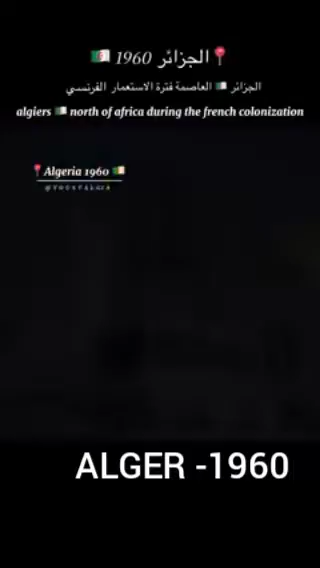 📍الجزائر 1960 🇩🇿
الجزائر 🇩🇿 العاصمة فترة الاستعمار الفرنسي
algiers 🇩🇿 north of africa during the french colonization
📍Algeria 1960 🇩🇿
ALGER -1960